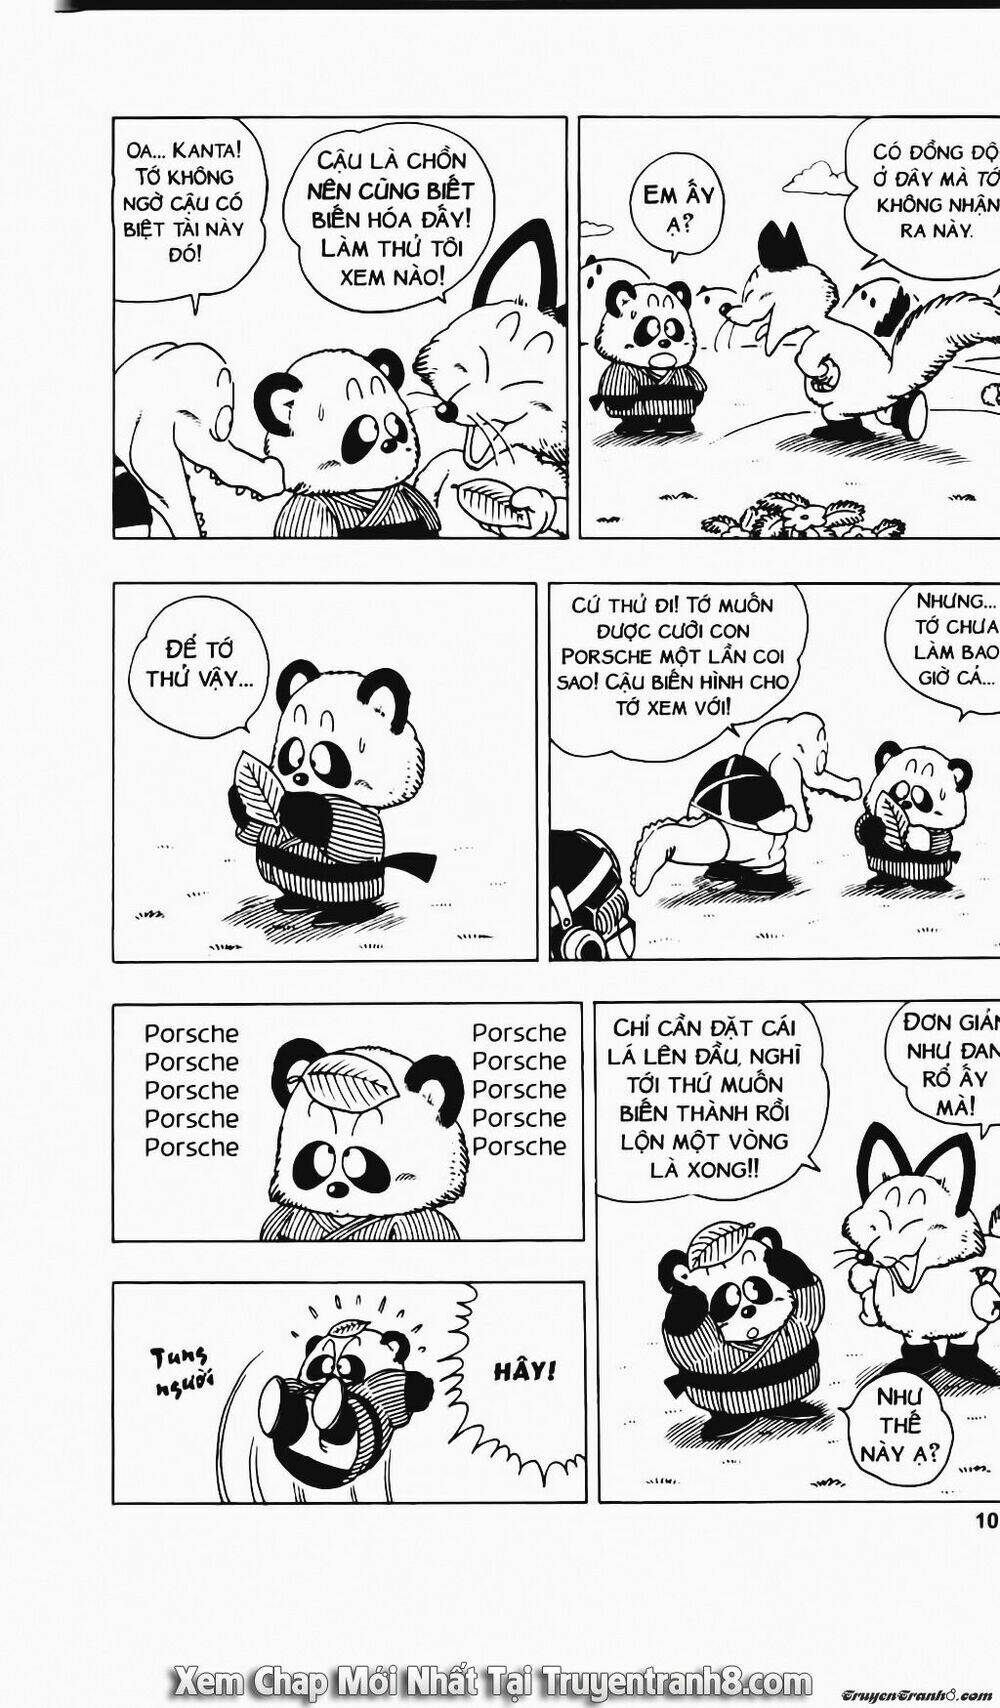 CÓ ĐỒNG ĐỘ
Ở ĐÂY MÀ TỚ
KHÔNG NHẬN
RA NÀY.
EM ẤY
Ạ?
CẬU LÀ CHỒN
NÊN CŨNG BIẾT
BIẾN HÓA ĐẤY!
LÀM THỬ TÔI
XEM NÀO!
OA... KANTA!
TỚ KHÔNG
NGỜ CẬU CÓ
BIỆT TÀI NÀY
ĐÓ!
NHƯNG...
TỚ CHƯA
LÀM BAO
GIỜ CẢ...
CỨ THỬ ĐI! TỚ MUỐN
ĐƯỢC CƯỠI CON
PORSCHE MỘT LẦN COI
SAO! CẬU BIẾN HÌNH CHO
TỚ XEM VỚI!
ĐỂ TỚ
THỬ VẬY...
ĐƠN GIẢN
NHƯ ĐAN
RỔ ẤY
MÀ!
CHỈ CẦN ĐẶT CÁI
LÁ LÊN ĐẦU, NGHĨ
TỚI THỨ MUỐN
BIẾN THÀNH RỒI
LỘN MỘT VÒNG
LÀ XONG!!
NHƯ
THẾ
NÀY Ạ?
Porsche
Porsche
Porsche
Porsche
Porsche
Porsche
Porsche
Porsche
Porsche
Porsche
HÂY!
Tung
người
10
Xem Chap Mới Nhất Tại Truyentranh8.com
TruyenTranh8.com